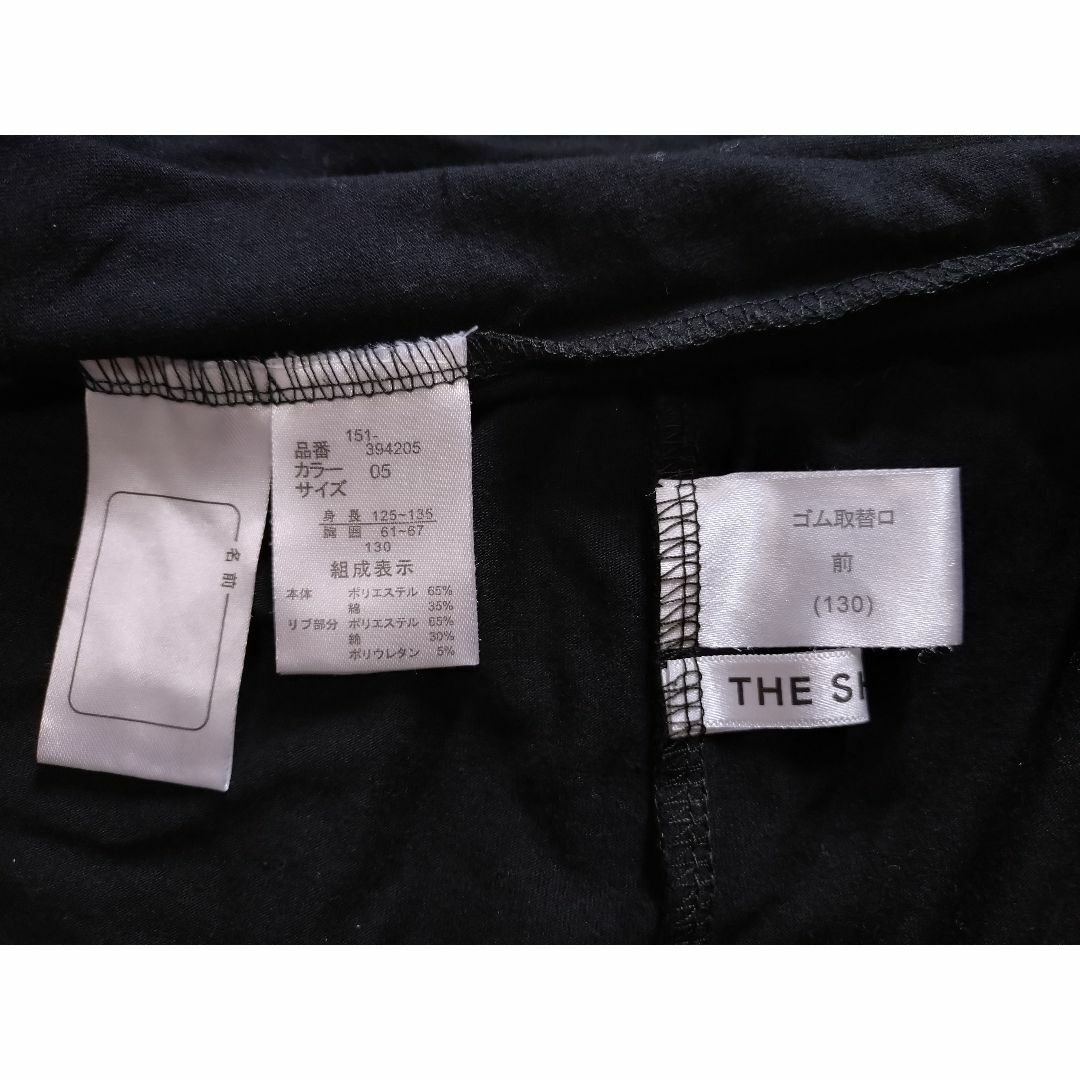 名前
151-
品番 394205
カラー 05
サイズ
身長 125~135
胸囲 61~67
130
組成表示
本体 ポリエステル 65%
綿 35%
リブ部分 ポリエステル 65%
綿 30%
ポリウレタン 5%
ゴム取替口
前
(130)
THE SH